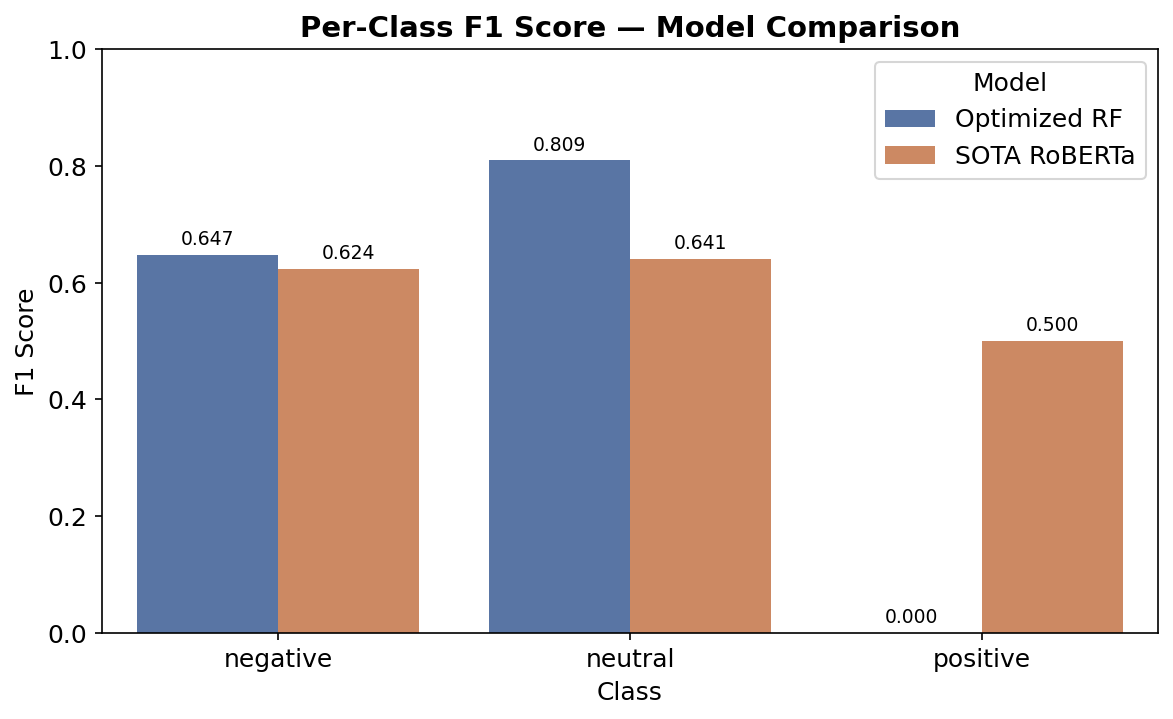 Per-Class F1 Score — Model Comparison
1.0
0.8
0.6
0.4
0.2
0.0
F1 Score
Model
Optimized RF
SOTA RoBERTa
0.647
0.624
0.809
0.641
0.000
0.500
negative
neutral
positive
Class